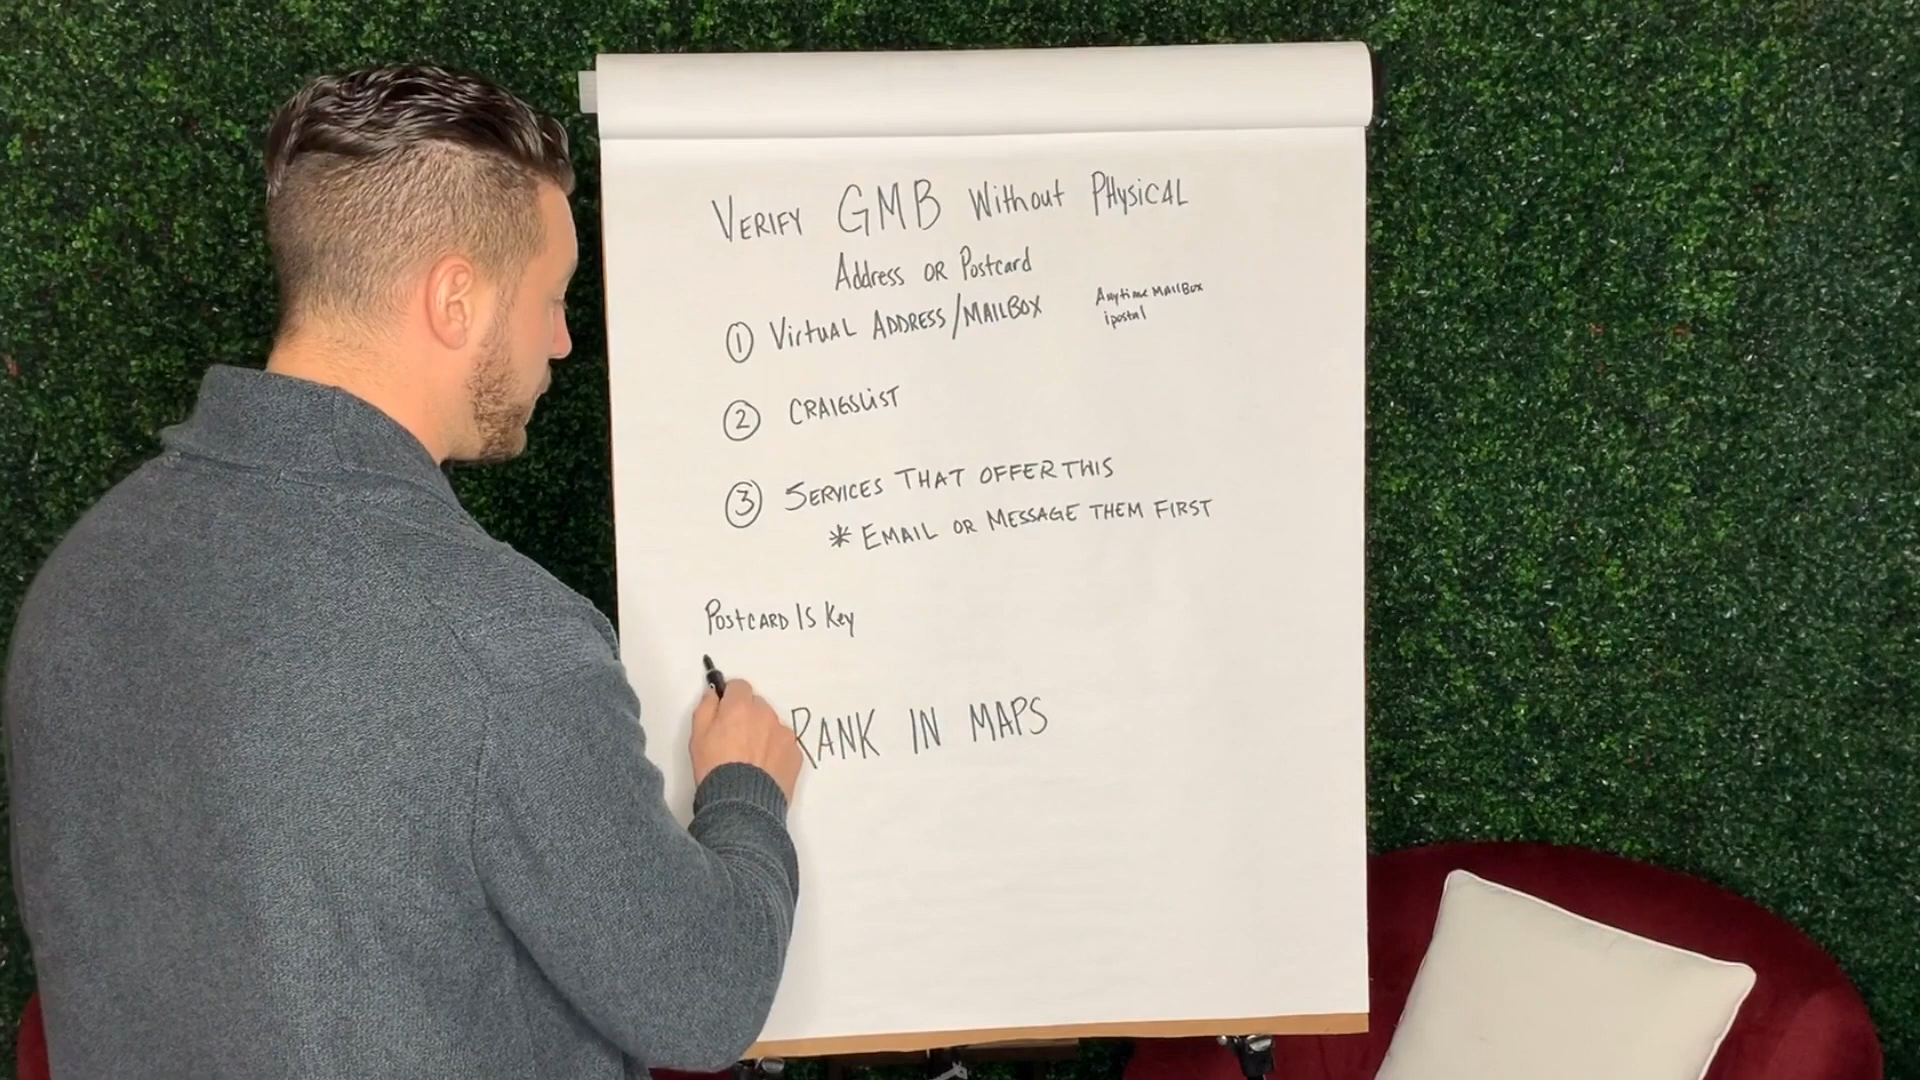 VERIFY GMB Without PHysicAL
Address or Postcard
① VirtuAL ADDRESS/MAILBOX
Anytime MAILBox
ipostal
② CRAIGSLIST
③ SERVICES THAT OFFER THIS
* EMAIL OR MESSAGE THEM FIRST
POSTCARD IS Key
RANK IN MAPS